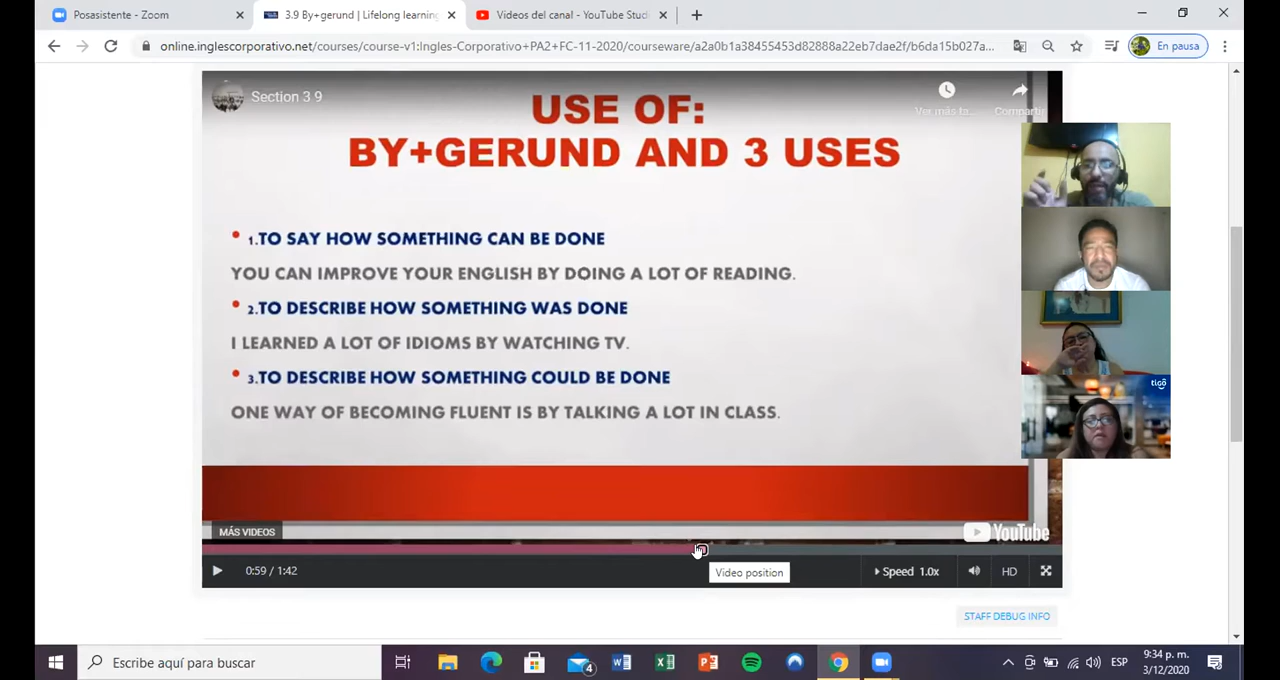 Posasistente - Zoom
3.9 By+gerund | Lifelong learning
Videos del canal - YouTube Stud
online.inglescorporativo.net/courses/course-v1:Ingles-Corporativo+PA2+FC-11-2020/courseware/a2a0b1a38455453d82888a22eb7dae2f/b6da15b027a...
En pausa
Section 3 9
Ver más ta...
Compartir
USE OF:
BY+GERUND AND 3 USES
1.TO SAY HOW SOMETHING CAN BE DONE
YOU CAN IMPROVE YOUR ENGLISH BY DOING A LOT OF READING.
2.TO DESCRIBE HOW SOMETHING WAS DONE
I LEARNED A LOT OF IDIOMS BY WATCHING TV.
3.TO DESCRIBE HOW SOMETHING COULD BE DONE
ONE WAY OF BECOMING FLUENT IS BY TALKING A LOT IN CLASS.
tigo
MÁS VIDEOS
YouTube
0:59 / 1:42
Video position
Speed 1.0x
HD
STAFF DEBUG INFO
Escribe aquí para buscar
4
ESP
9:34 p. m.
3/12/2020